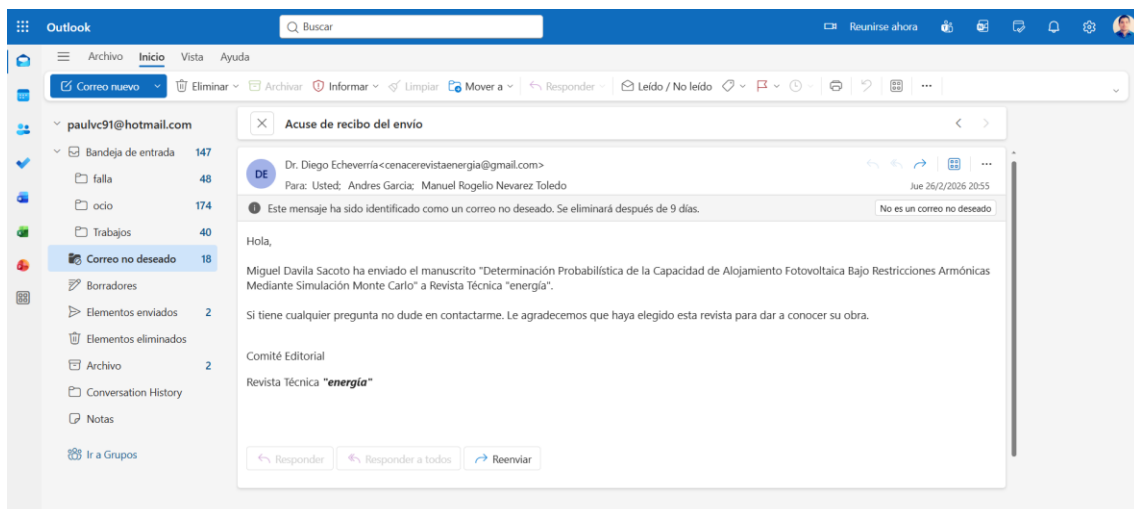 Outlook
Buscar
Reunirse ahora
Archivo Inicio Vista Ayuda
Correo nuevo Eliminar Archivar Informar Limpiar Mover a Responder Leído / No leído
paulvc91@hotmail.com
Bandeja de entrada 147
falla 48
ocio 174
Trabajos 40
Correo no deseado 18
Borradores
Elementos enviados 2
Elementos eliminados
Archivo 2
Conversation History
Notas
Ir a Grupos
Acuse de recibo del envío
DE
Dr. Diego Echeverría<cenacerevistaenergia@gmail.com>
Para: Usted; Andres Garcia; Manuel Rogelio Nevarez Toledo
Jue 26/2/2026 20:55
Este mensaje ha sido identificado como un correo no deseado. Se eliminará después de 9 días.
No es un correo no deseado
Hola,
Miguel Davila Sacoto ha enviado el manuscrito "Determinación Probabilística de la Capacidad de Alojamiento Fotovoltaica Bajo Restricciones Armónicas
Mediante Simulación Monte Carlo" a Revista Técnica "energía".
Si tiene cualquier pregunta no dude en contactarme. Le agradecemos que haya elegido esta revista para dar a conocer su obra.
Comité Editorial
Revista Técnica "energía"
Responder Responder a todos Reenviar